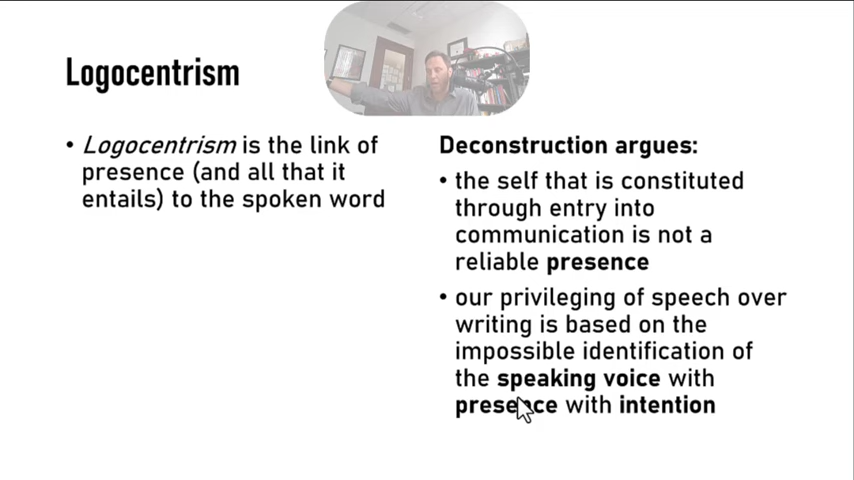 Logocentrism
• Logocentrism is the link of
presence (and all that it
entails) to the spoken word
Deconstruction argues:
• the self that is constituted
through entry into
communication is not a
reliable presence
• our privileging of speech over
writing is based on the
impossible identification of
the speaking voice with
presence with intention